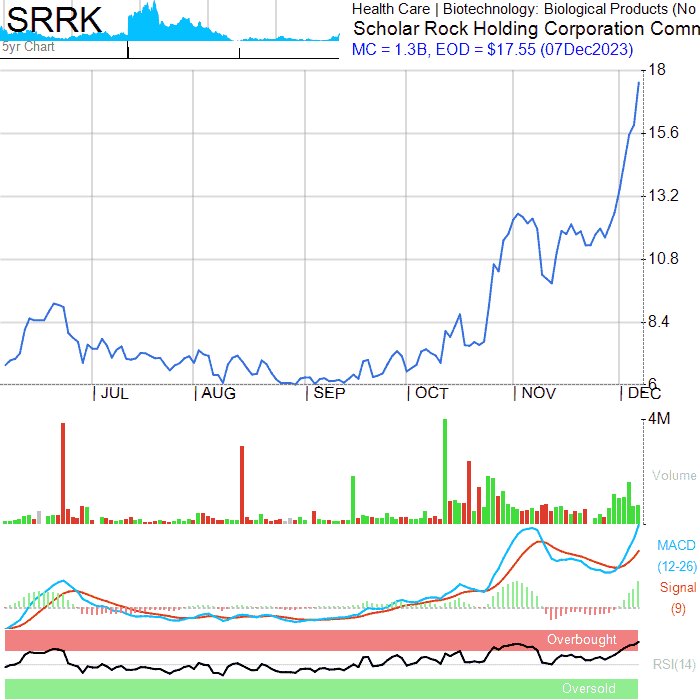 SRRK
5yr Chart
Health Care | Biotechnology: Biological Products (No
Scholar Rock Holding Corporation Comm
MC = 1.3B, EOD = $17.55 (07Dec2023)
18
15.6
13.2
10.8
8.4
6
| JUL | AUG | SEP | OCT | NOV | DEC
4M
Volume
MACD
(12-26)
Signal
(9)
Overbought
RSI(14)
Oversold